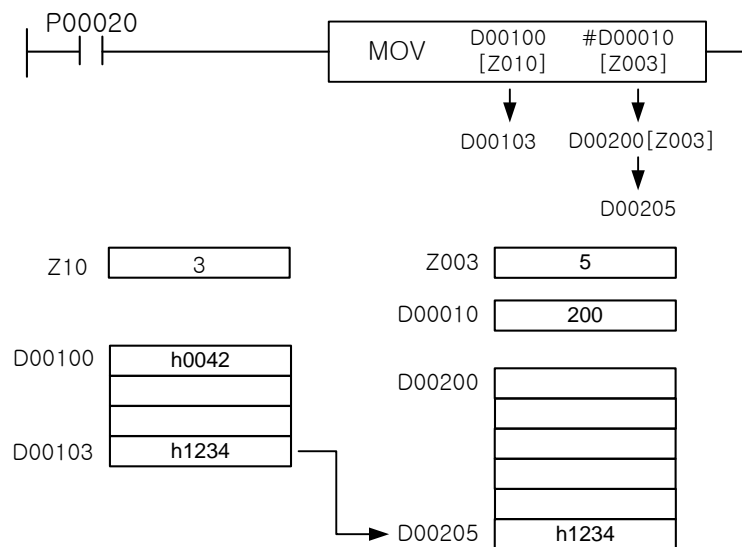 P00020
MOV D00100 #D00010
[Z010] [Z003]
D00103 D00200[Z003]
D00205
Z10 3 Z003 5
D00010 200
D00100 h0042
D00200
D00103 h1234
D00205 h1234